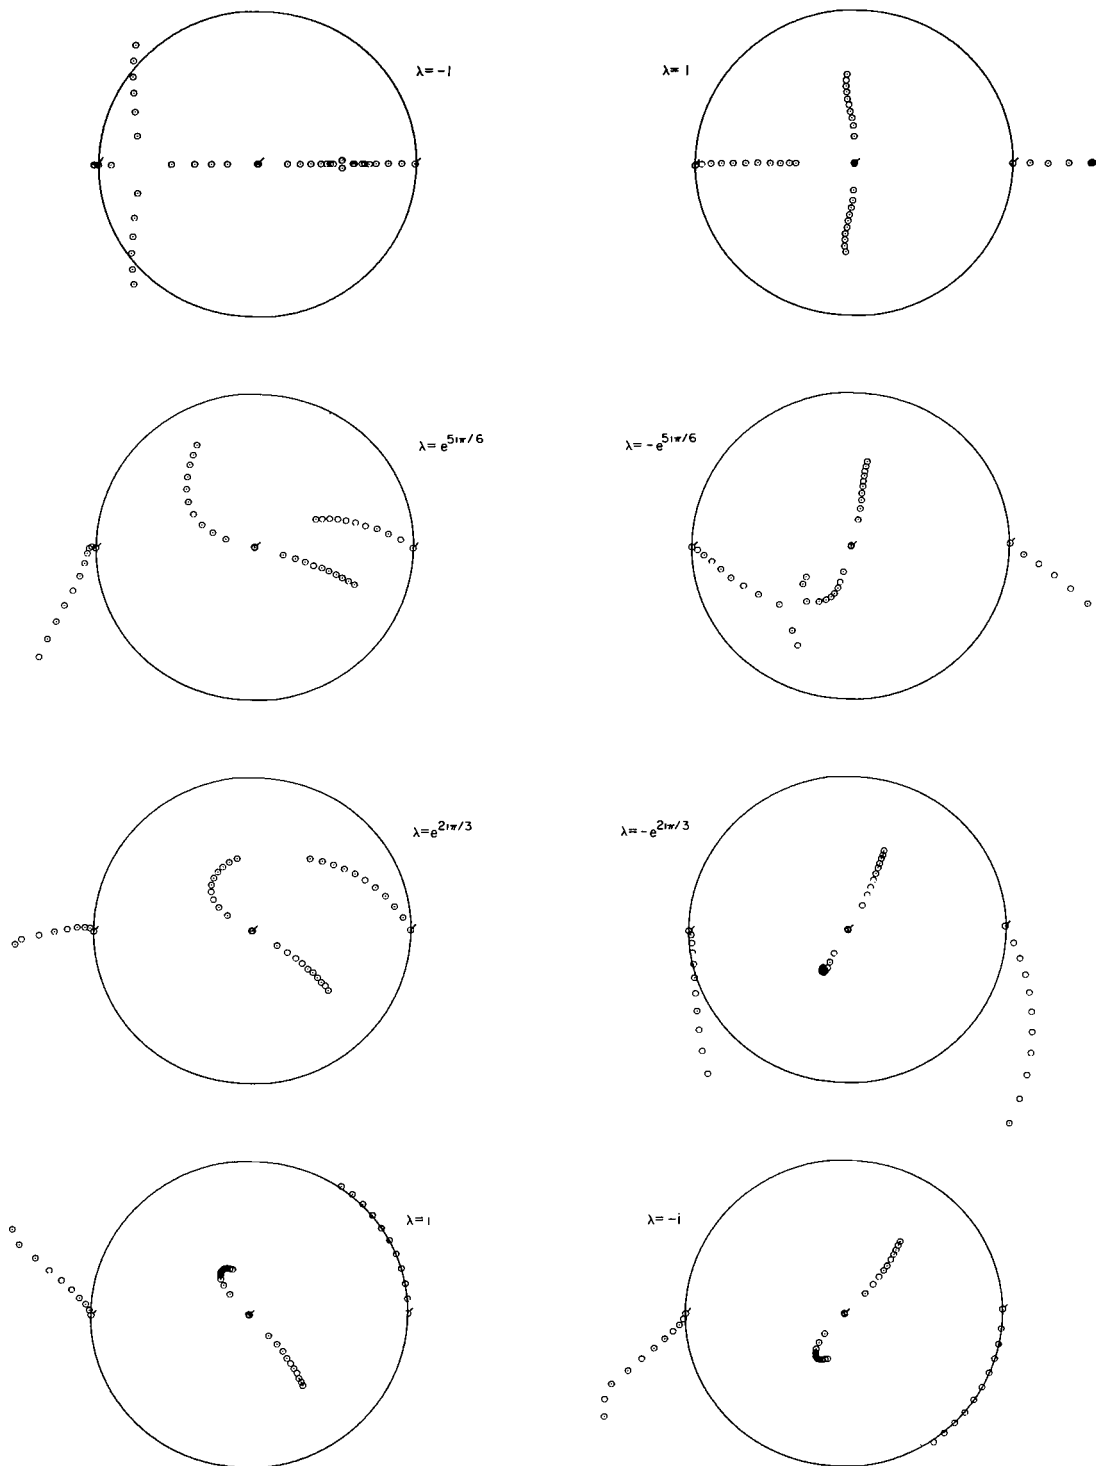 λ= -1
λ= 1
λ= e^{5iπ/6}
λ= -e^{5iπ/6}
λ= e^{2iπ/3}
λ= -e^{2iπ/3}
λ= i
λ= -i